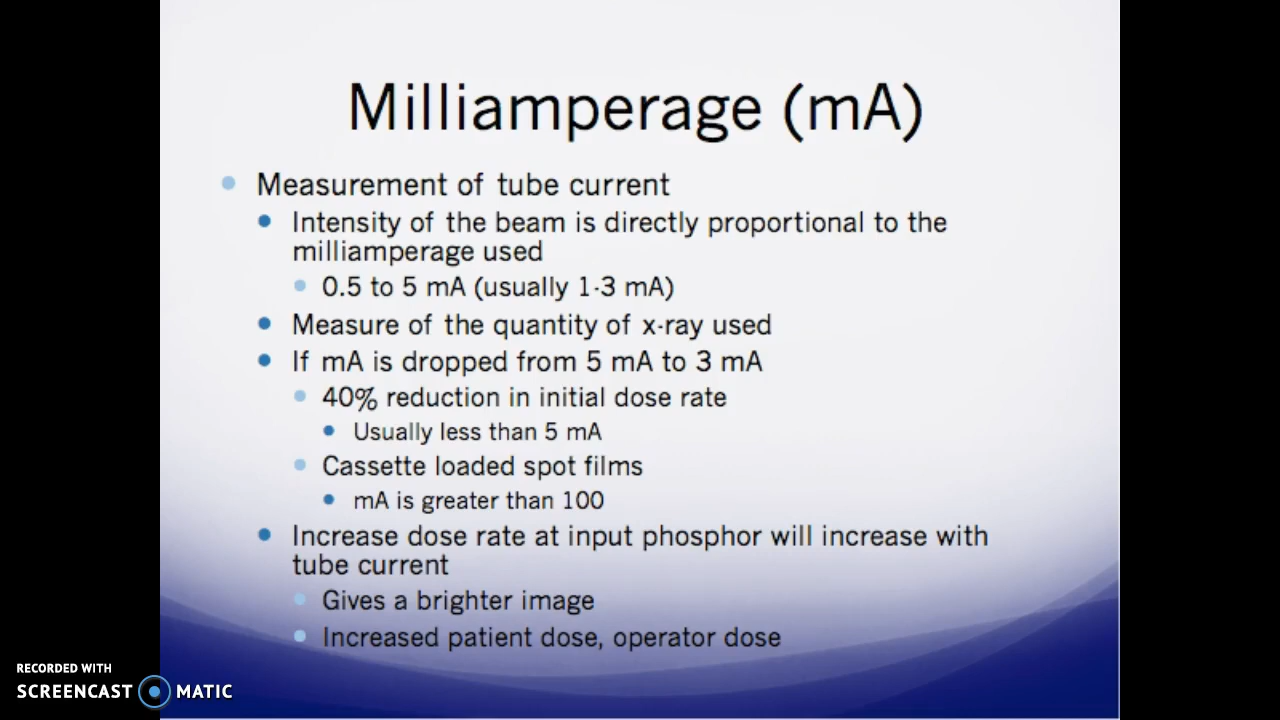 Milliamperage (mA)
Measurement of tube current
Intensity of the beam is directly proportional to the
milliamperage used
0.5 to 5 mA (usually 1-3 mA)
Measure of the quantity of x-ray used
If mA is dropped from 5 mA to 3 mA
40% reduction in initial dose rate
Usually less than 5 mA
Cassette loaded spot films
mA is greater than 100
Increase dose rate at input phosphor will increase with
tube current
Gives a brighter image
Increased patient dose, operator dose
RECORDED WITH
SCREENCAST MATIC